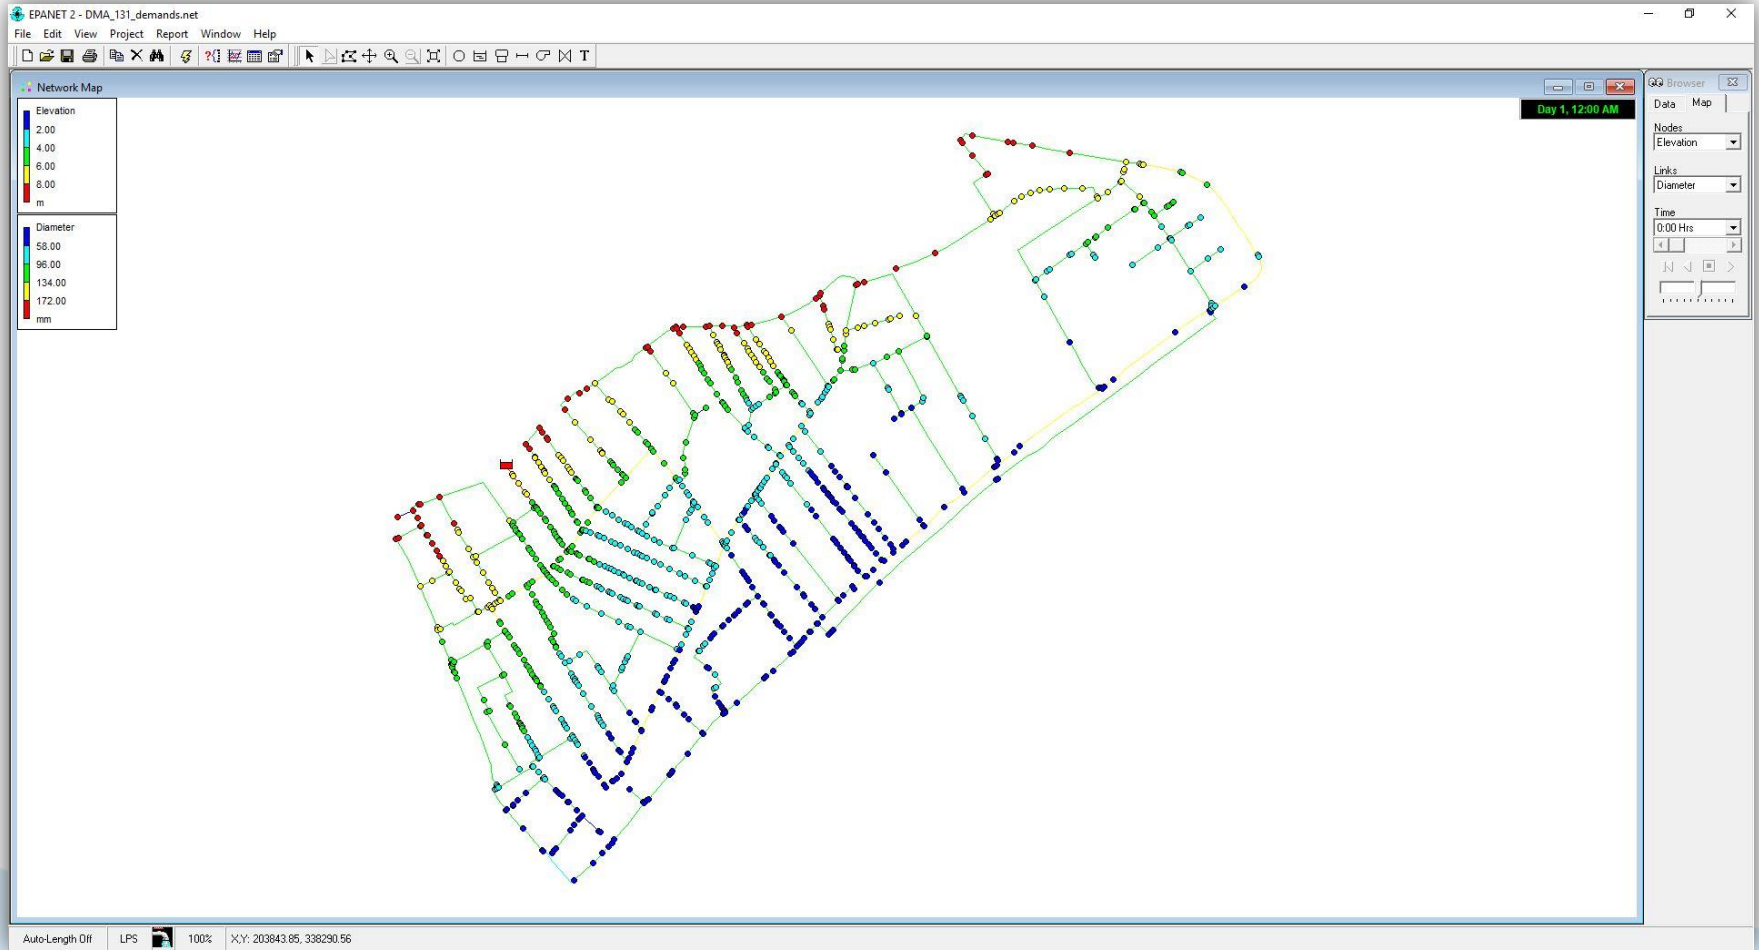 EPANET 2 - DMA_131_demands.net
File Edit View Project Report Window Help
T
Network Map
Day 1, 12:00 AM
Elevation
2.00
4.00
6.00
8.00
m
Diameter
58.00
96.00
134.00
172.00
mm
Browser
Data Map
Nodes
Elevation
Links
Diameter
Time
0:00 Hrs
Auto-Length Off LPS 100% X,Y: 203843.85, 338290.56